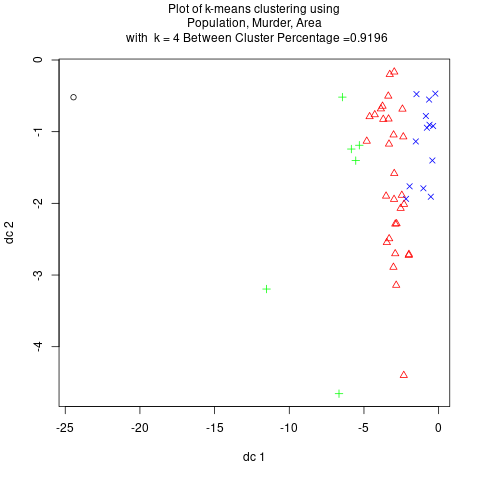 Plot of k-means clustering using
Population, Murder, Area
with k = 4 Between Cluster Percentage =0.9196
0
-1
-2
-3
-4
dc 2
-25 -20 -15 -10 -5 0
dc 1